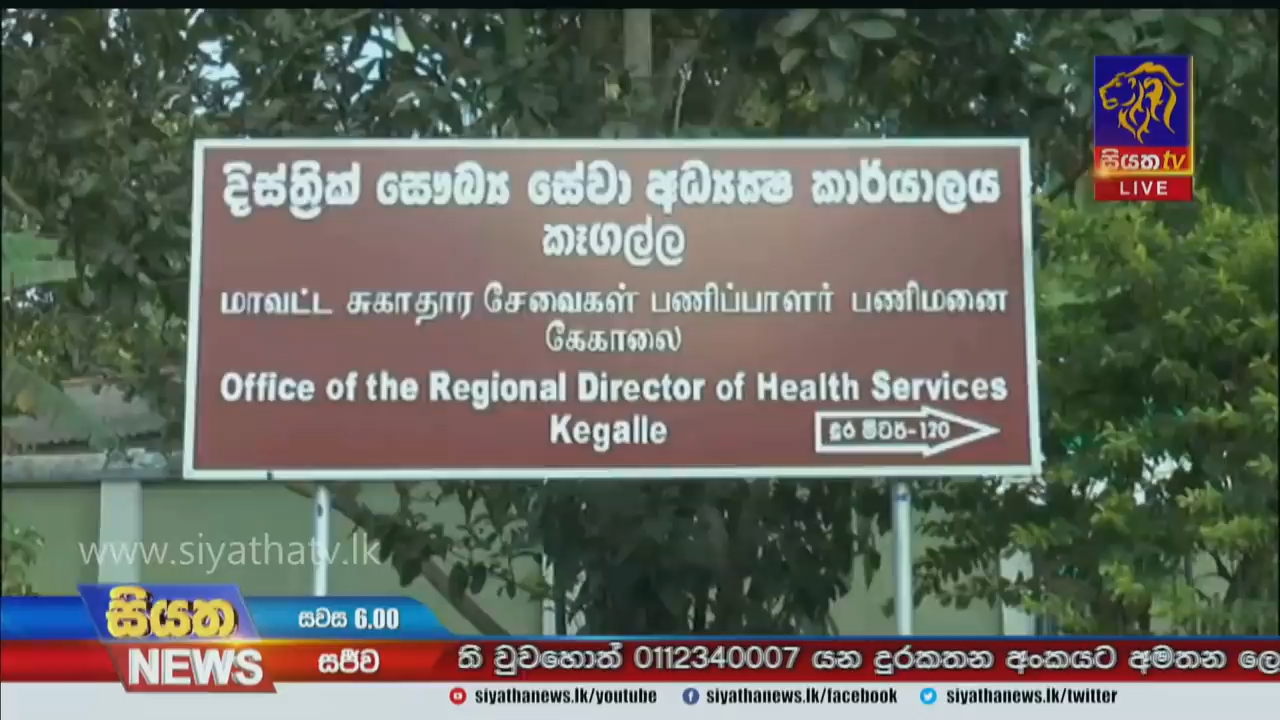 සියත tv
LIVE
දිස්ත්‍රික් සෞඛ්‍ය සේවා අධ්‍යක්ෂ කාර්යාලය
කෑගල්ල
மாவட்ட சுகாதார சேவைகள் பணிப்பாளர் பணிமனை
கேகாலை
Office of the Regional Director of Health Services
Kegalle
දුර මීටර්-120
www.siyathatv.lk
සියත
NEWS
සවස 6.00
සජීව
ති වුවහොත් 0112340007 යන දුරකතන අංකයට අමතන ලෙ
siyathanews.lk/youtube
siyathanews.lk/facebook
siyathanews.lk/twitter